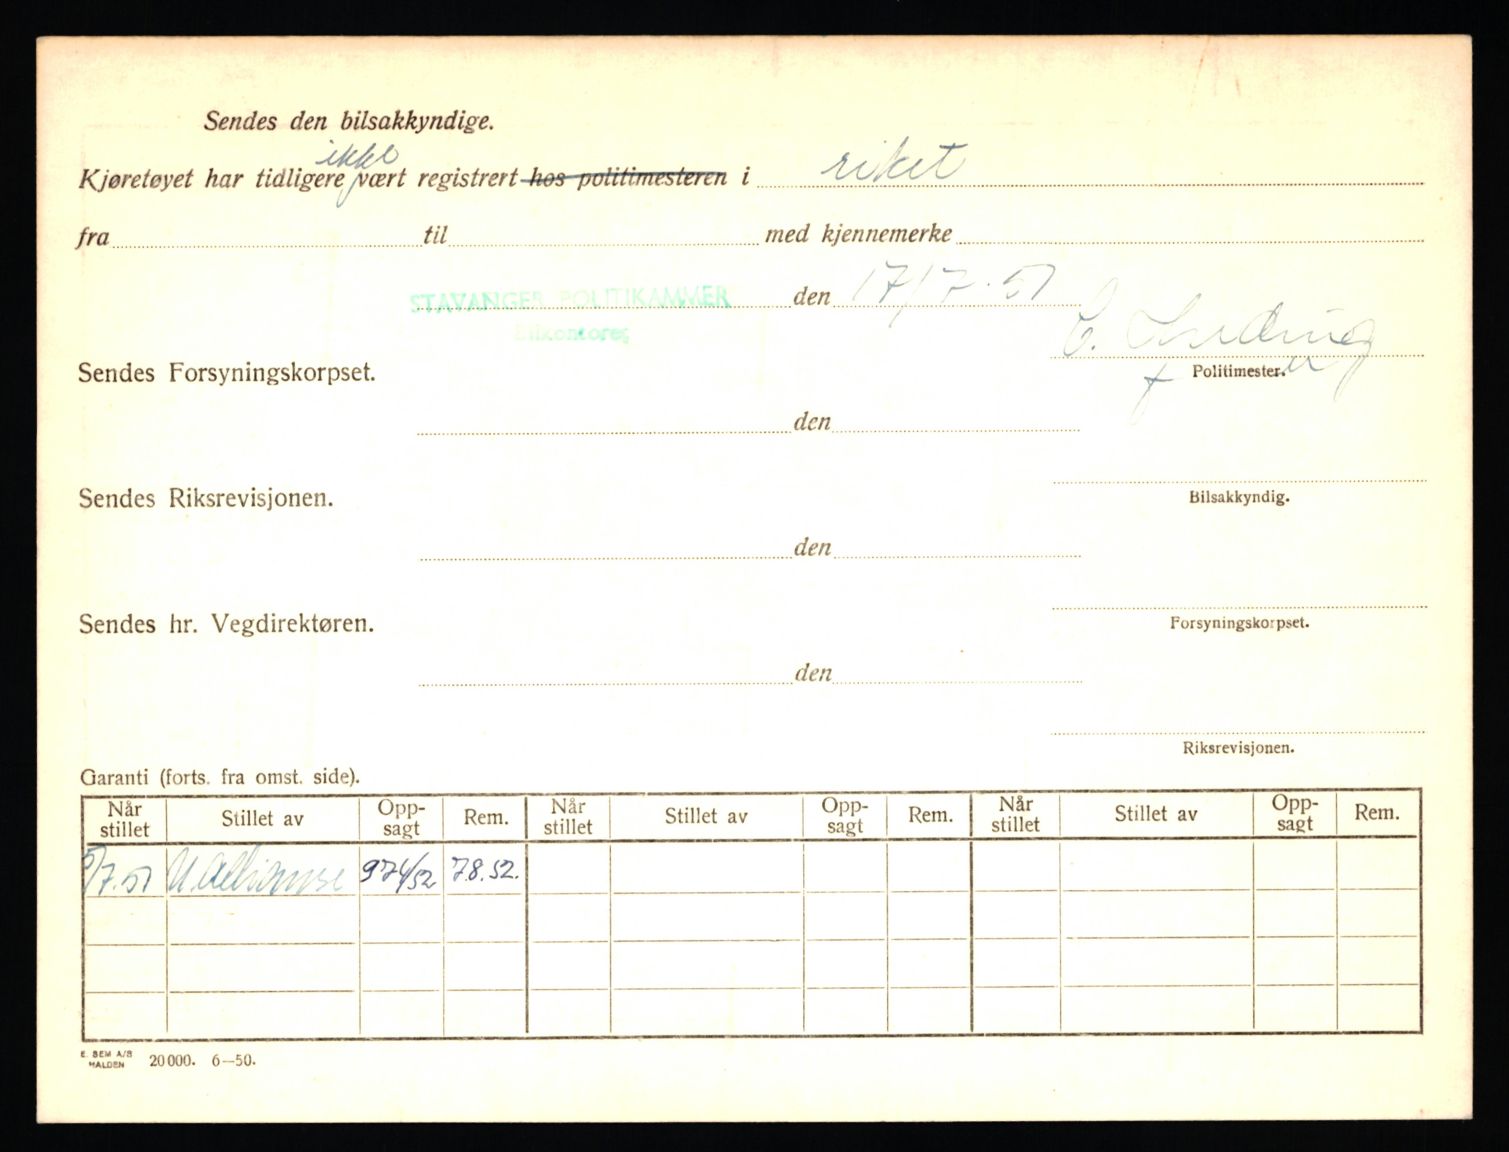 Sendes den bilsakkyndige.
ikke
Kjøretøyet har tidligere vært registrert hos politimesteren i riket
fra til med kjennemerke
STAVANGER POLITIKAMMER den 17/7-51
Bilkontoret
Sendes Forsyningskorpset.
Politimester.
den
Sendes Riksrevisjonen.
Bilsakkyndig.
den
Sendes hr. Vegdirektøren.
Forsyningskorpset.
den
Riksrevisjonen.
Garanti (forts. fra omst. side).
Når stillet Stillet av Opp-sagt Rem. Når stillet Stillet av Opp-sagt Rem. Når stillet Stillet av Opp-sagt Rem.
/7.51 7.8.52.
E. SEM A/S
HALDEN 20000. 6—50.